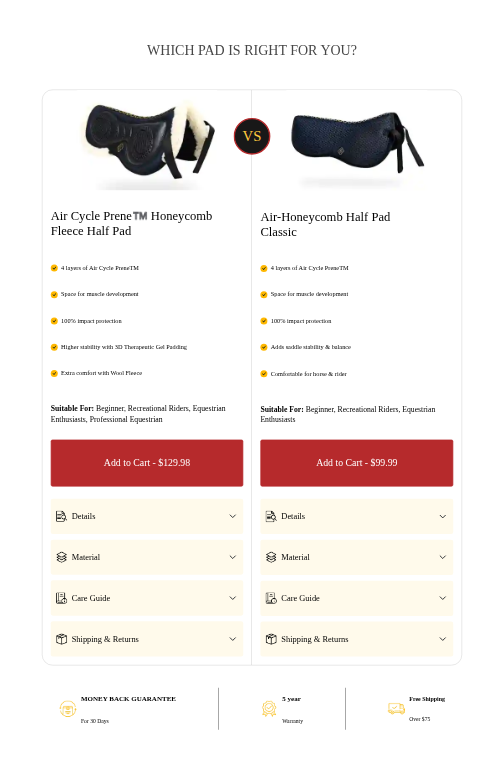 WHICH PAD IS RIGHT FOR YOU?
VS
Air Cycle Prene™ Honeycomb
Fleece Half Pad
4 layers of Air Cycle PreneTM
Space for muscle development
100% impact protection
Higher stability with 3D Therapeutic Gel Padding
Extra comfort with Wool Fleece
Suitable For: Beginner, Recreational Riders, Equestrian
Enthusiasts, Professional Equestrian
Add to Cart - $129.98
Details
Material
Care Guide
Shipping & Returns
Air-Honeycomb Half Pad
Classic
4 layers of Air Cycle PreneTM
Space for muscle development
100% impact protection
Adds saddle stability & balance
Comfortable for horse & rider
Suitable For: Beginner, Recreational Riders, Equestrian
Enthusiasts
Add to Cart - $99.99
Details
Material
Care Guide
Shipping & Returns
MONEY BACK GUARANTEE
For 30 Days
5 year
Warranty
Free Shipping
Over $75